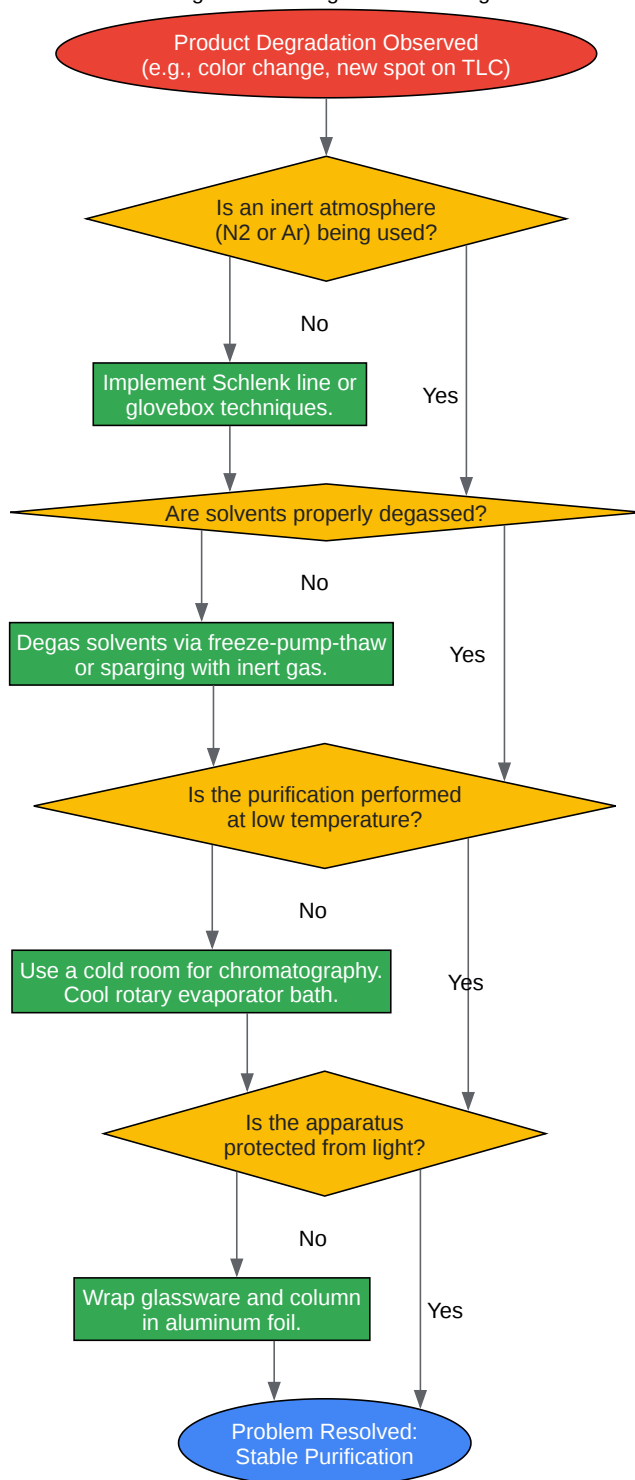 Product Degradation Observed
(e.g., color change, new spot on TLC)
Is an inert atmosphere
(N2 or Ar) being used?
No
Implement Schlenk line or
glovebox techniques.
Yes
Are solvents properly degassed?
No
Degas solvents via freeze-pump-thaw
or sparging with inert gas.
Yes
Is the purification performed
at low temperature?
No
Use a cold room for chromatography.
Cool rotary evaporator bath.
Yes
Is the apparatus
protected from light?
No
Wrap glassware and column
in aluminum foil.
Yes
Problem Resolved:
Stable Purification